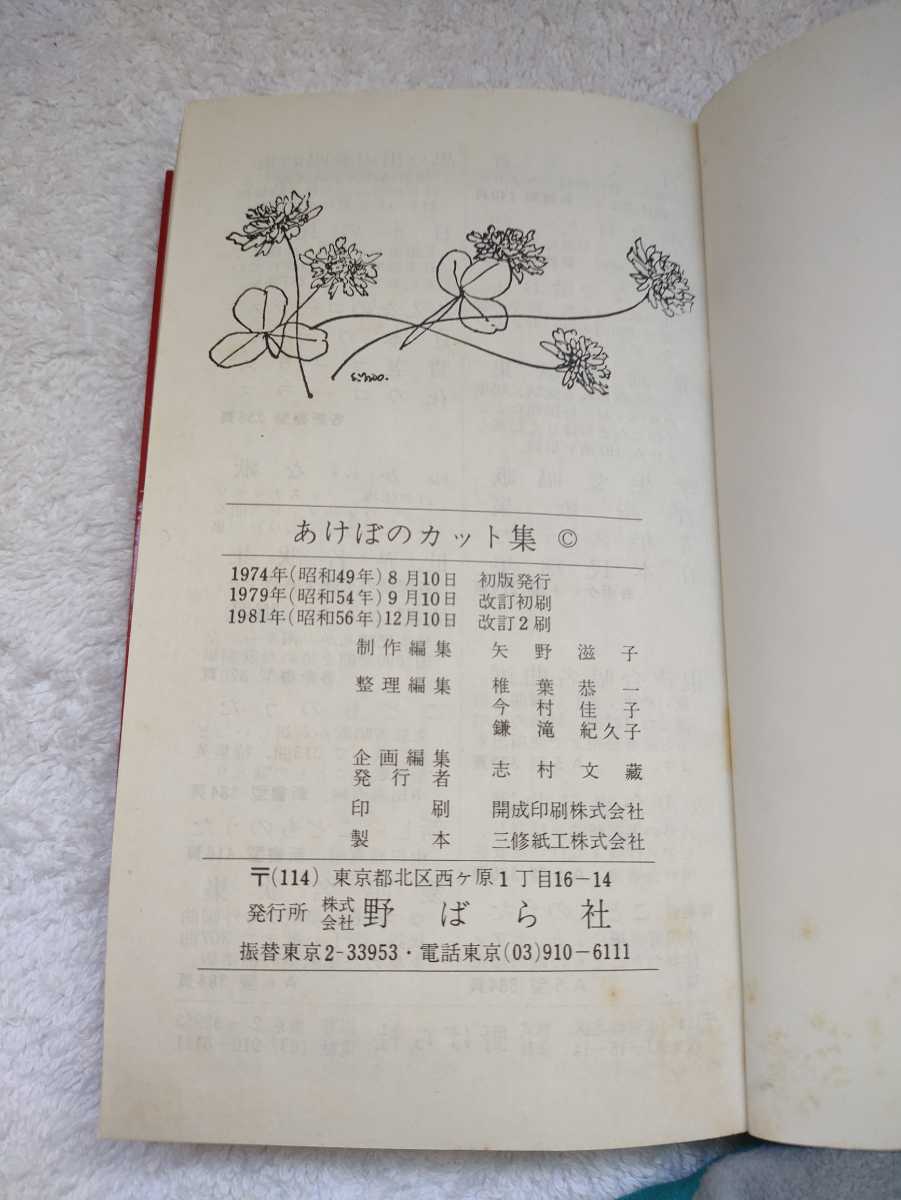 あけぼのカット集 ©
1974年(昭和49年) 8月10日 初版発行
1979年(昭和54年) 9月10日 改訂初刷
1981年(昭和56年)12月10日 改訂2刷
制作編集 矢野滋子
整理編集 椎葉恭一
今村佳子
鎌滝紀久子
企画編集
発行者 志村文藏
印刷 開成印刷株式会社
製本 三修紙工株式会社
〒(114) 東京都北区西ヶ原1丁目16-14
発行所 株式会社 野ばら社
振替東京2-33953・電話東京(03)910-6111